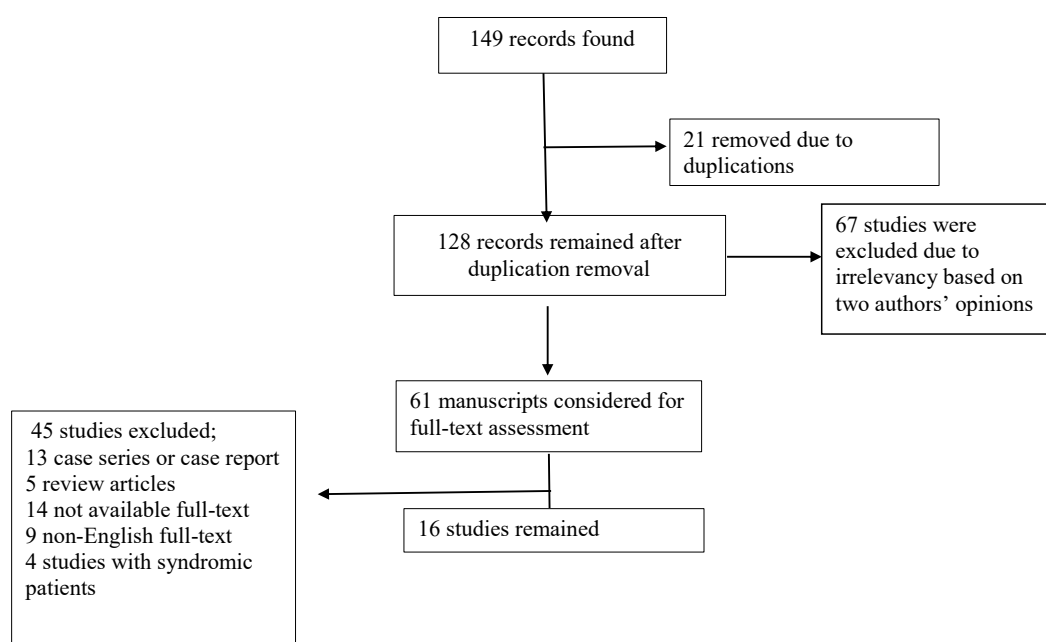 149 records found
21 removed due to
duplications
128 records remained after
duplication removal
67 studies were
excluded due to
irrelevancy based on
two authors’ opinions
61 manuscripts considered for
full-text assessment
45 studies excluded;
13 case series or case report
5 review articles
14 not available full-text
9 non-English full-text
4 studies with syndromic
patients
16 studies remained